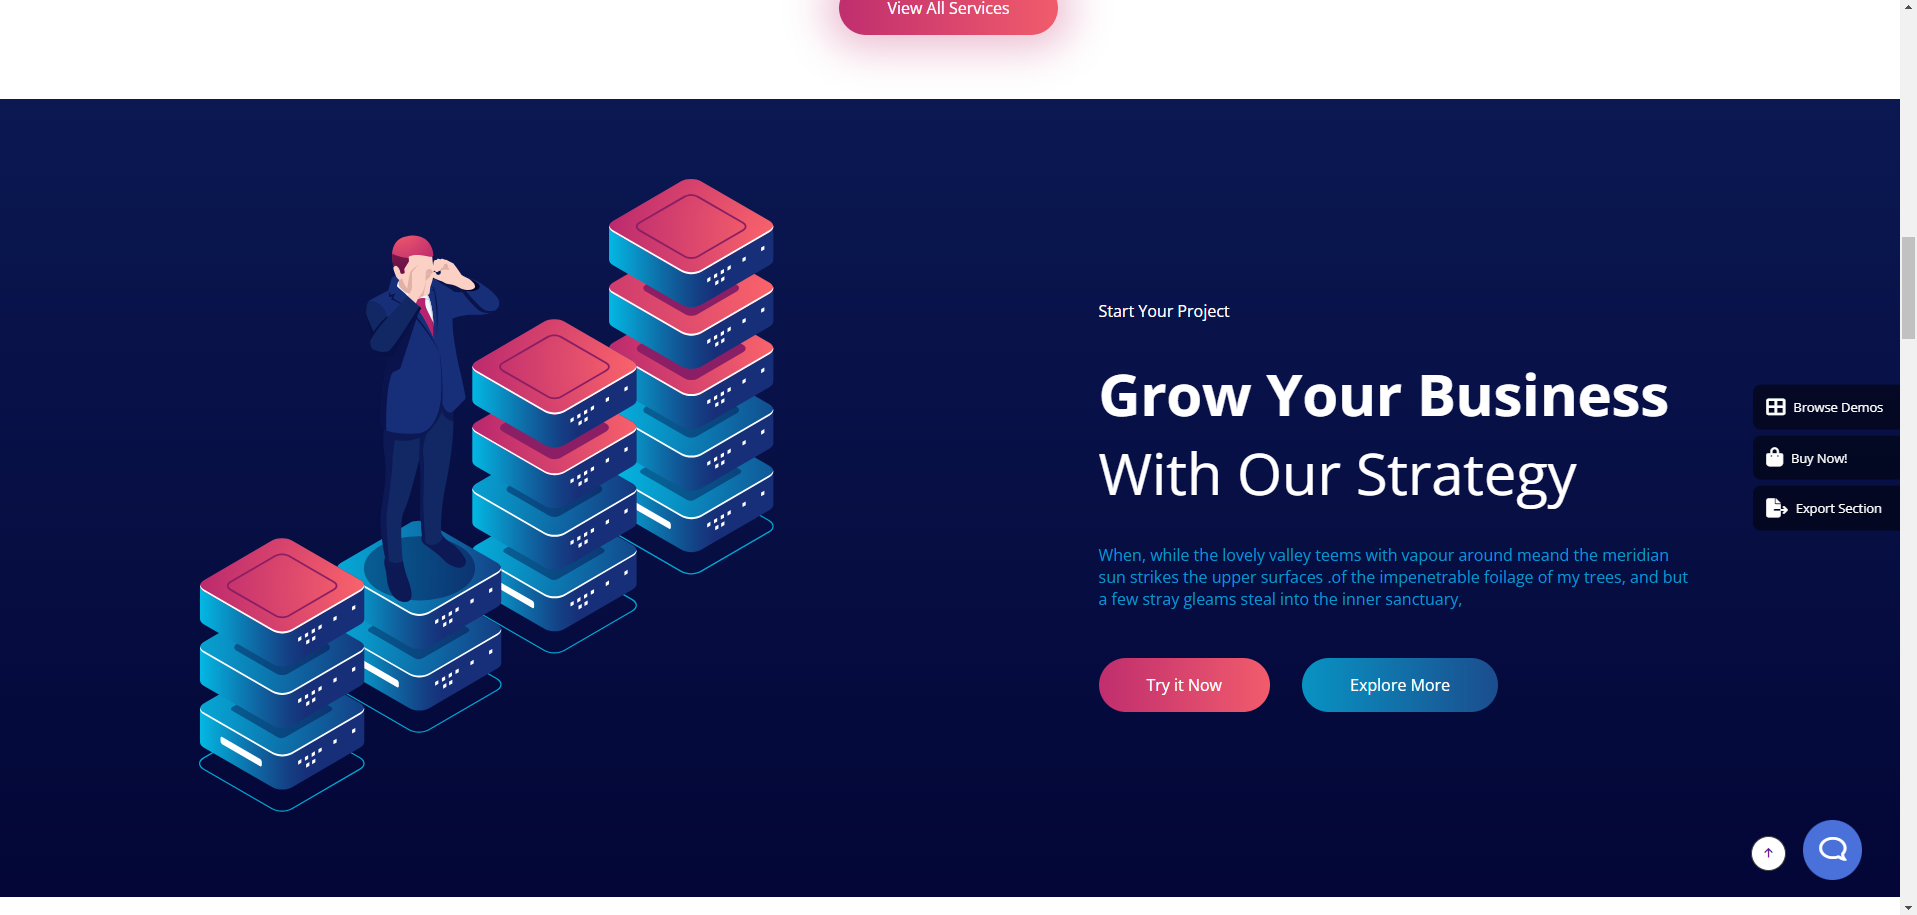 View All Services
Start Your Project
Grow Your Business
With Our Strategy
When, while the lovely valley teems with vapour around meand the meridian
sun strikes the upper surfaces .of the impenetrable foilage of my trees, and but
a few stray gleams steal into the inner sanctuary,
Try it Now
Explore More
Browse Demos
Buy Now!
Export Section